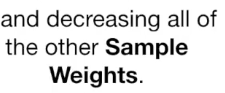 and decreasing all of
the other Sample
Weights.